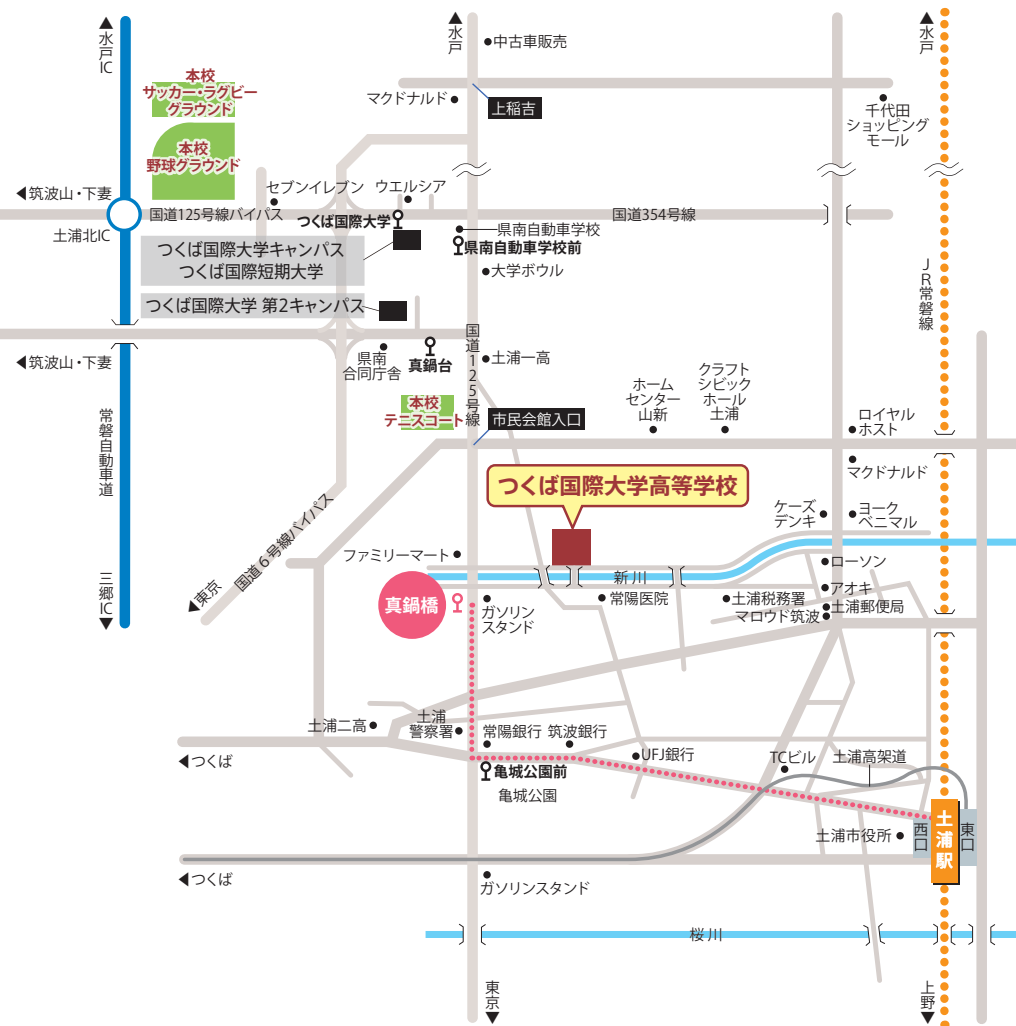 ▲水戸IC
▲水戸
▲水戸
●中古車販売
本校
サッカー・ラグビー
グラウンド
マクドナルド●
上稲吉
千代田
ショッピング
モール
本校
野球グラウンド
◀筑波山・下妻
セブンイレブン
ウエルシア
国道125号線バイパス
つくば国際大学
国道354号線
土浦北IC
県南自動車学校
県南自動車学校前
つくば国際大学キャンパス
つくば国際短期大学
●大学ボウル
JR常磐線
つくば国際大学 第2キャンパス
国道125号線
◀筑波山・下妻
県南
合同庁舎
真鍋台
●土浦一高
ホーム
センター
山新
クラフト
シビック
ホール
土浦
本校
テニスコート
市民会館入口
ロイヤル
ホスト
常磐自動車道
マクドナルド
つくば国際大学高等学校
ケーズ
デンキ
ヨーク
ベニマル
国道6号線バイパス
ファミリーマート●
●ローソン
新川
三郷IC▼
◀東京
真鍋橋
ガソリン
スタンド
●常陽医院
●土浦税務署
●アオキ
●土浦郵便局
マロウド筑波●
土浦二高●
土浦
警察署
常陽銀行
筑波銀行
●UFJ銀行
TCビル
土浦高架道
◀つくば
亀城公園前
亀城公園
土浦市役所●
西口
土浦駅
東口
◀つくば
ガソリンスタンド
桜川
東京▼
上野▼